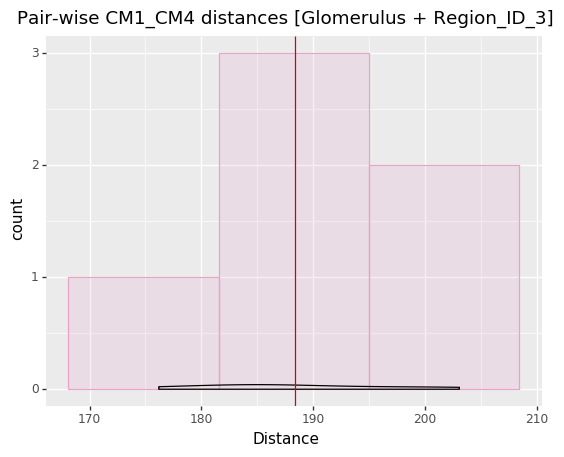 Pair-wise CM1_CM4 distances [Glomerulus + Region_ID_3]
3
2
1
0
count
170 180 190 200 210
Distance